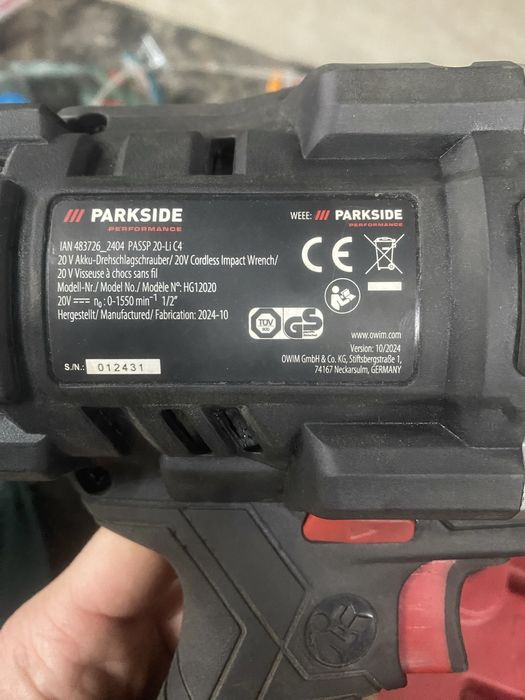 /// PARKSIDE
PERFORMANCE
WEEE: /// PARKSIDE
PERFORMANCE
IAN 483726_2404 PASSP 20-Li C4
20 V Akku-Drehschlagschrauber/ 20V Cordless Impact Wrench/
20 V Visseuse à chocs sans fil
Modell-Nr./ Model No./ Modèle N°: HG12020
20V ⎓ n₀ : 0-1550 min⁻¹ 1/2"
Hergestellt/ Manufactured/ Fabrication: 2024-10
CE
TÜV
GS
www.owim.com
Version: 10/2024
OWIM GmbH & Co. KG, Stiftsbergstraße 1,
74167 Neckarsulm, GERMANY
S./N.: 012431